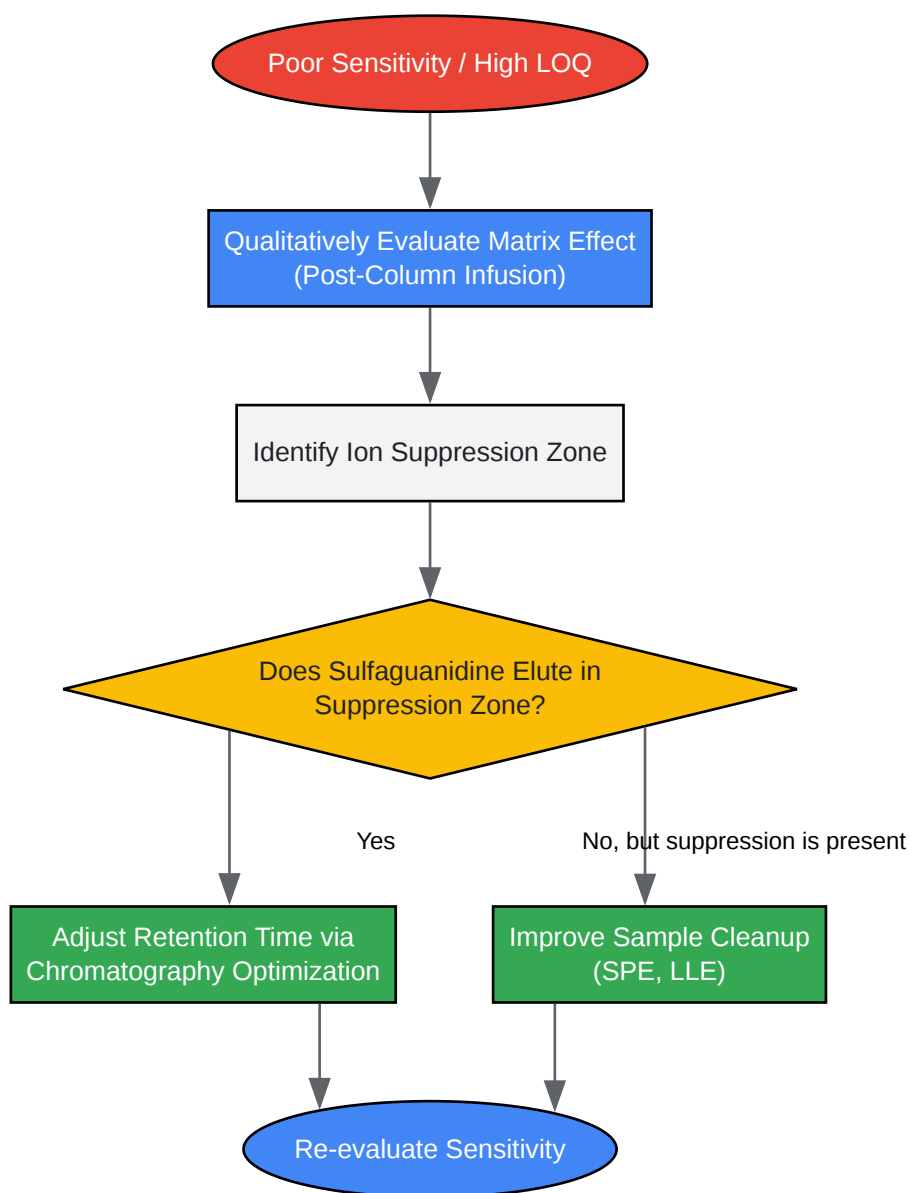 Poor Sensitivity / High LOQ
Qualitatively Evaluate Matrix Effect
(Post-Column Infusion)
Identify Ion Suppression Zone
Does Sulfaguanidine Elute in
Suppression Zone?
Yes
No, but suppression is present
Adjust Retention Time via
Chromatography Optimization
Improve Sample Cleanup
(SPE, LLE)
Re-evaluate Sensitivity